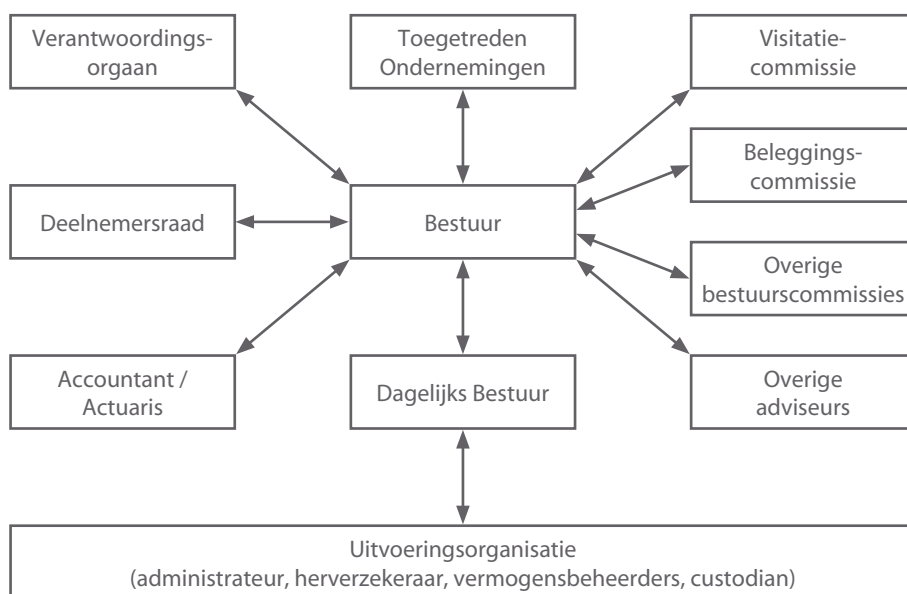 Verantwoordings-
orgaan
Toegetreden
Ondernemingen
Visitatie-
commissie
Beleggings-
commissie
Deelnemersraad
Bestuur
Overige
bestuurscommissies
Accountant /
Actuaris
Dagelijks Bestuur
Overige
adviseurs
Uitvoeringsorganisatie
(administrateur, herverzekeraar, vermogensbeheerders, custodian)